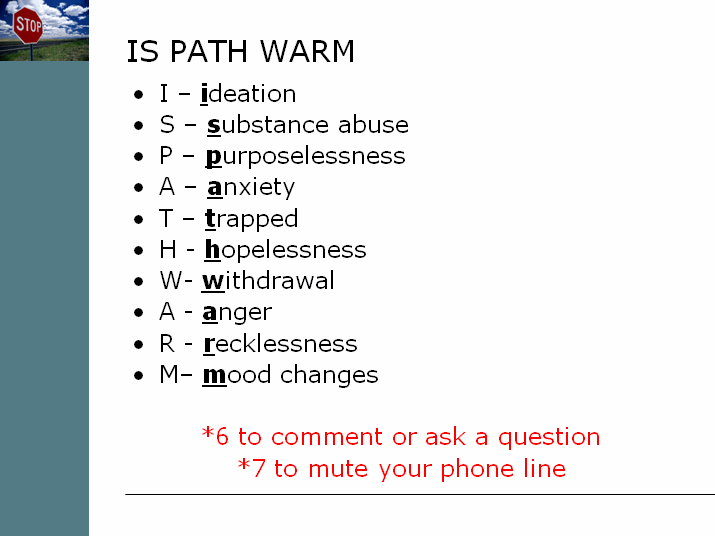 STOP
IS PATH WARM
• I – ideation
• S – substance abuse
• P – purposelessness
• A – anxiety
• T – trapped
• H - hopelessness
• W- withdrawal
• A - anger
• R - recklessness
• M– mood changes
*6 to comment or ask a question
*7 to mute your phone line